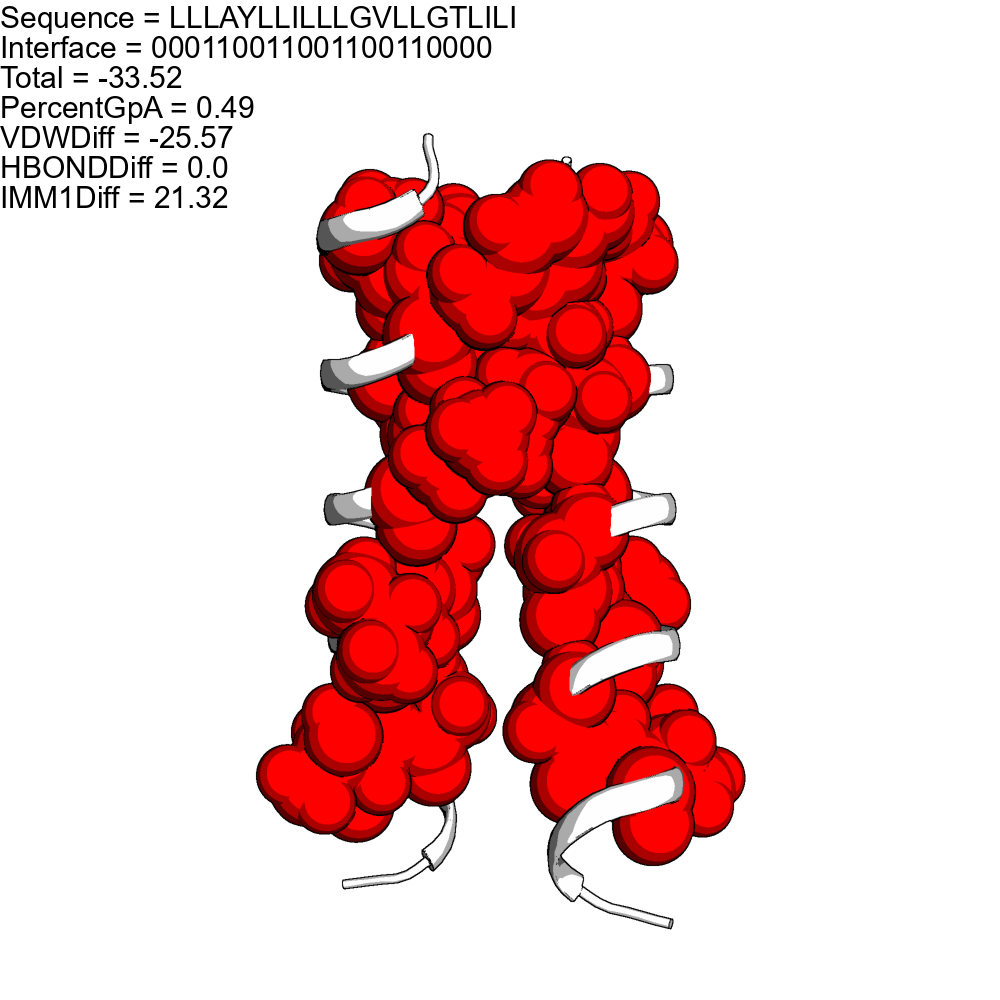 Sequence = LLLAYLLILLLGVLLGTLILI
Interface = 000110011001100110000
Total = -33.52
PercentGpA = 0.49
VDWDiff = -25.57
HBONDDiff = 0.0
IMM1Diff = 21.32